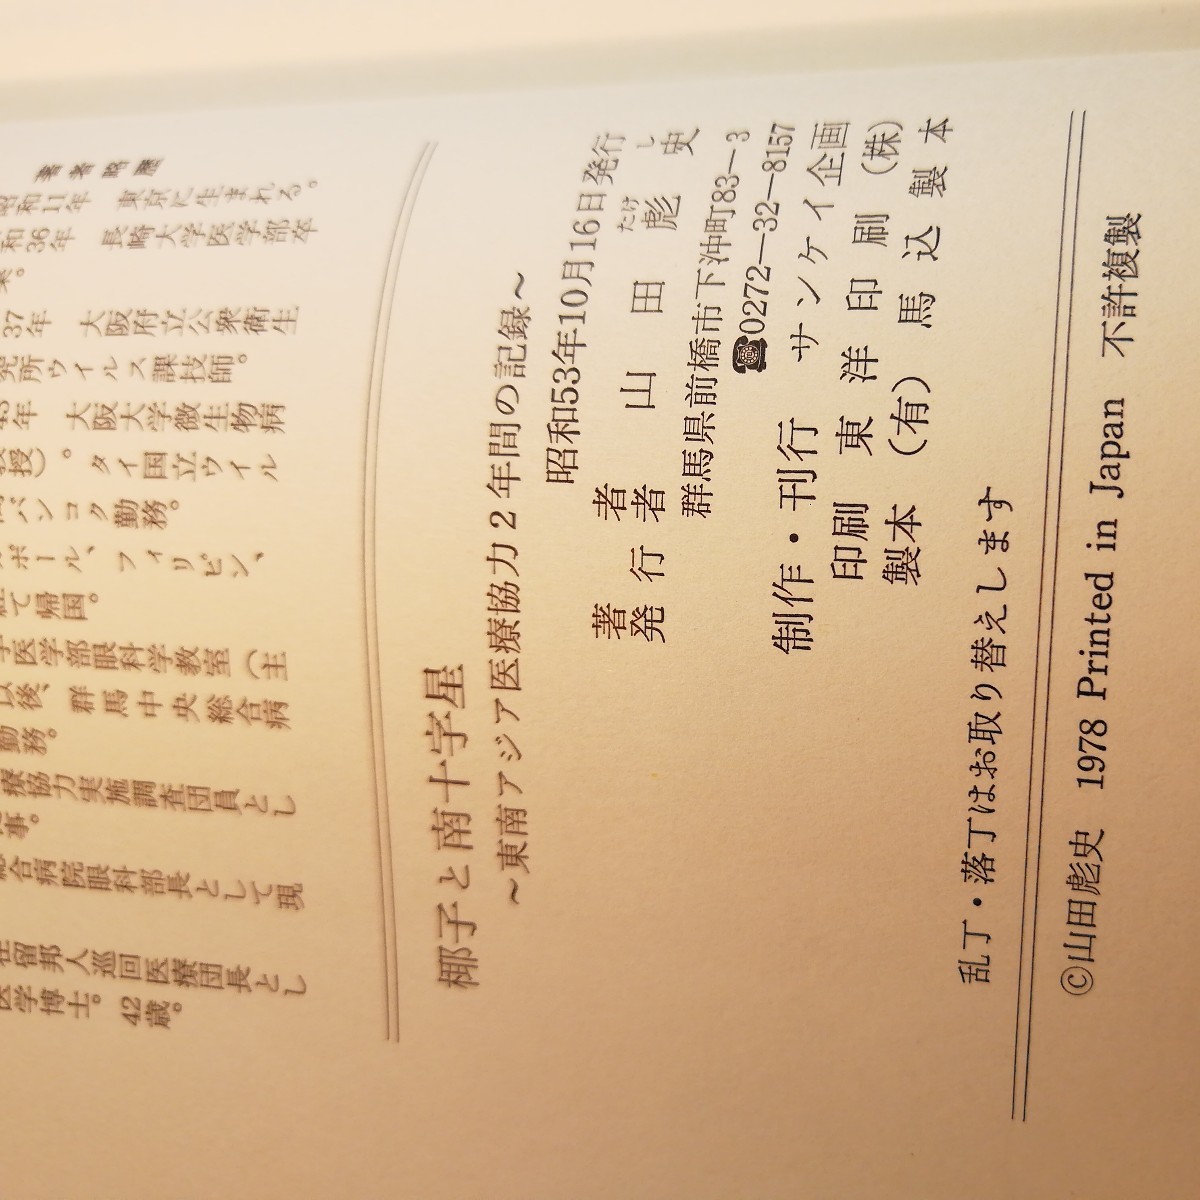 著者略歴
昭和11年 東京に生まれる。
和36年 長崎大学医学部卒
業。
37年 大阪府立公衆衛生
究所ウイルス課技師。
年 大阪大学微生物病
授)。タイ国立ウイル
バンコク勤務。
ポール、フィリピン、
て帰国。
医学部眼科学教室(主
以後、群馬中央総合病
勤務。
療協力実施調査団員とし
事。
総合病院眼科部長として現
在留邦人巡回医療団長とし
医学博士。42歳。
椰子と南十字星
～東南アジア医療協力2年間の記録～
昭和53年10月16日発行
著者
発行者 山田彪史
たけ し
群馬県前橋市下沖町83―3
☎0272―32―8157
制作・刊行 サンケイ企画
印刷 東洋印刷(株)
製本 (有)馬込製本
乱丁・落丁はお取り替えします
©山田彪史 1978 Printed in Japan 不許複製